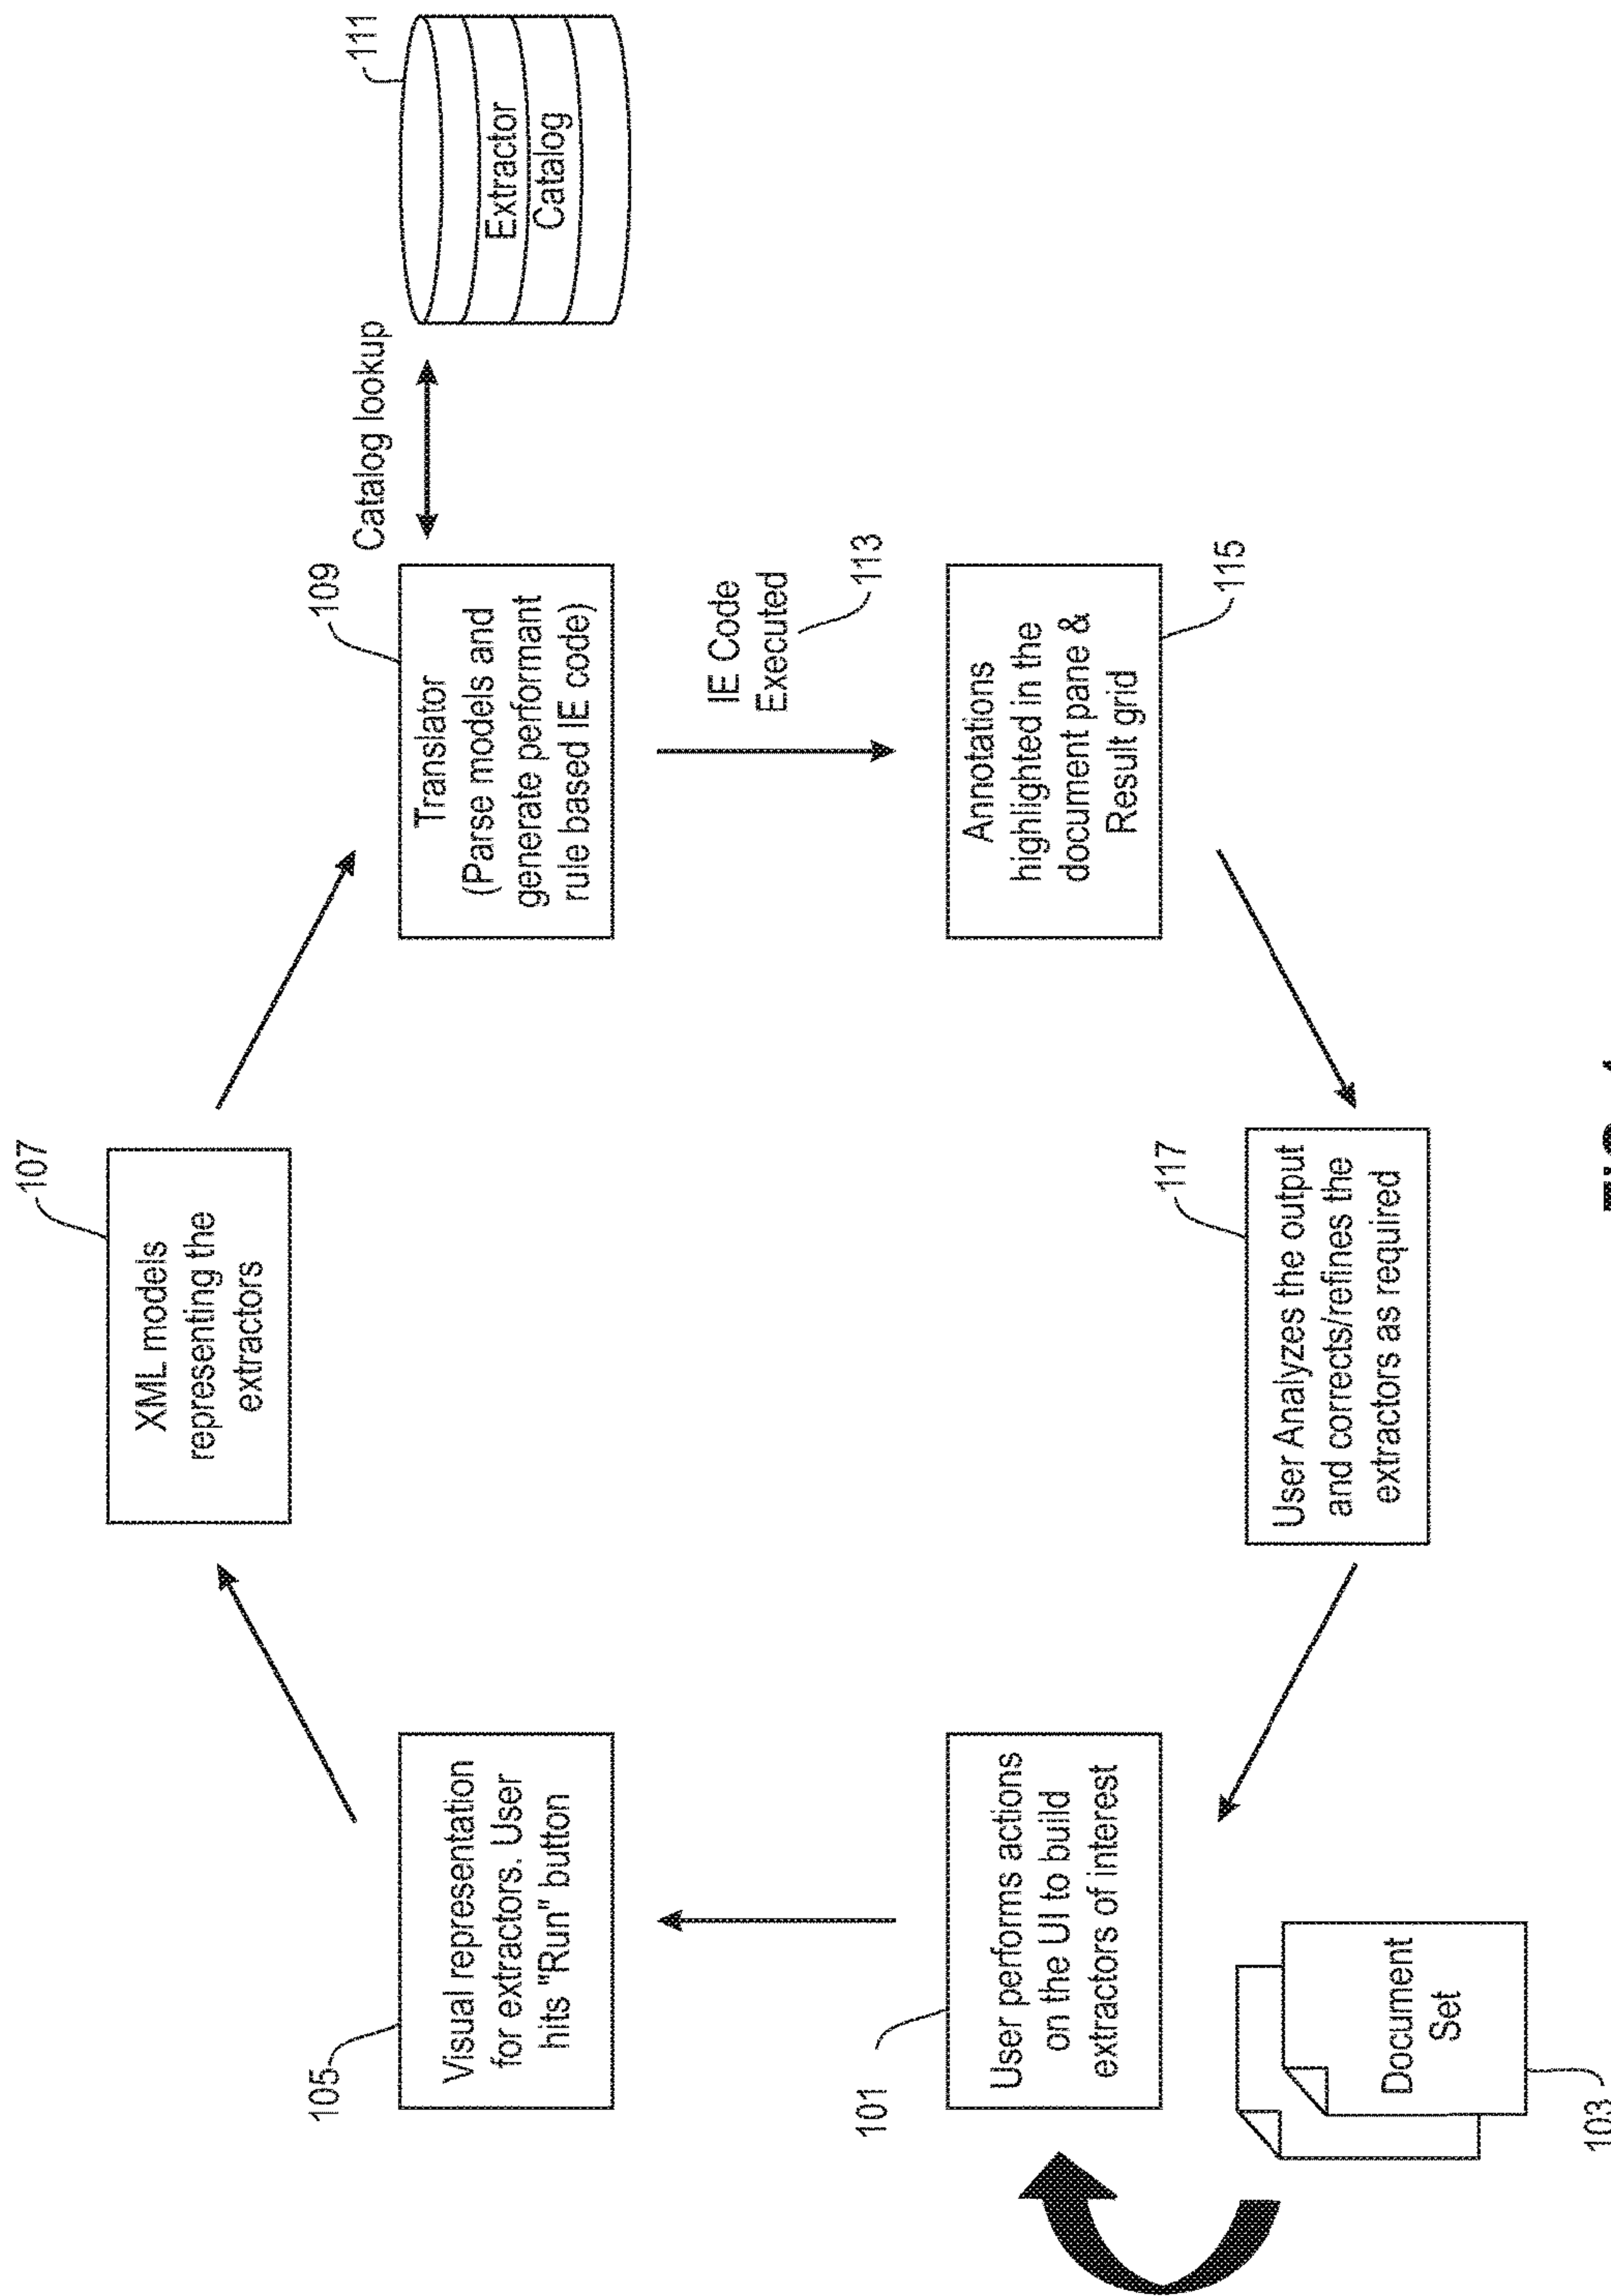 107
XML models
representing the
extractors
105
Visual representation
for extractors. User
hits "Run" button
109
Translator
(Parse models and
generate performant
rule based IE code)
Catalog lookup
111
Extractor
Catalog
IE Code
Executed
113
101
User performs actions
on the UI to build
extractors of interest
Annotations
highlighted in the
document pane &
Result grid
115
117
User Analyzes the output
and corrects/refines the
extractors as required
Document
Set
103